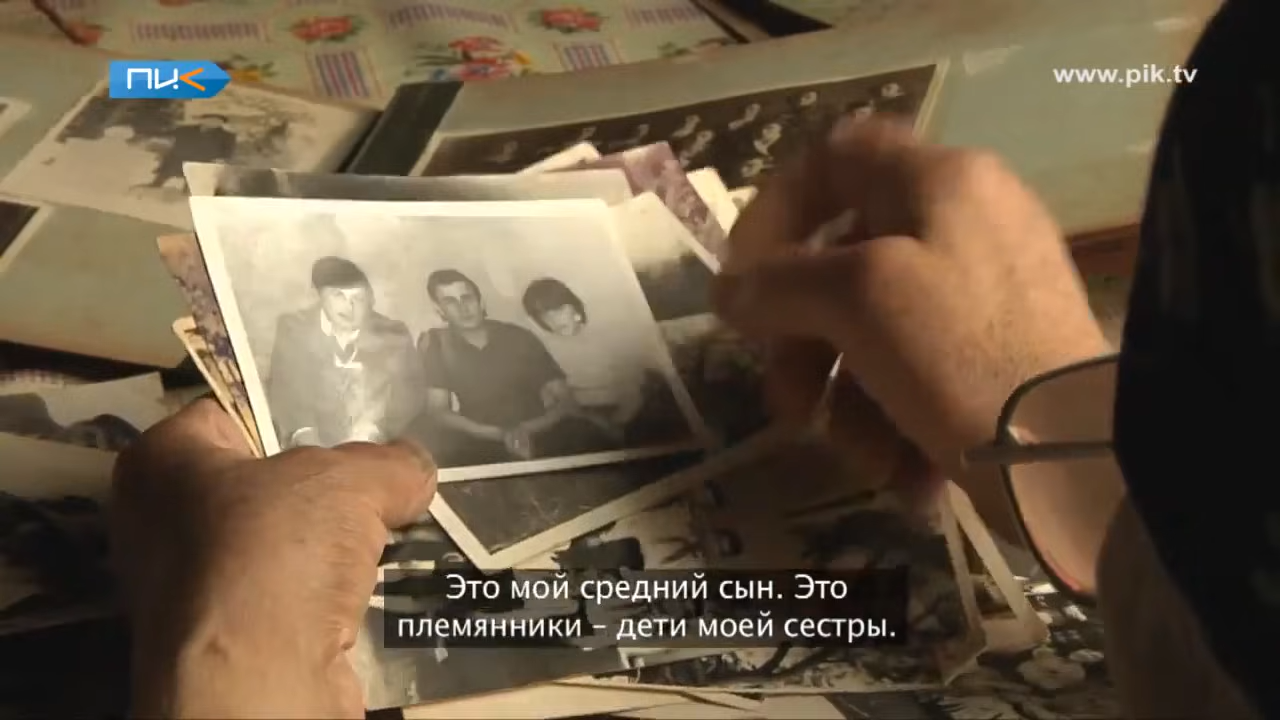 ПИК
www.pik.tv
Это мой средний сын. Это
племянники – дети моей сестры.